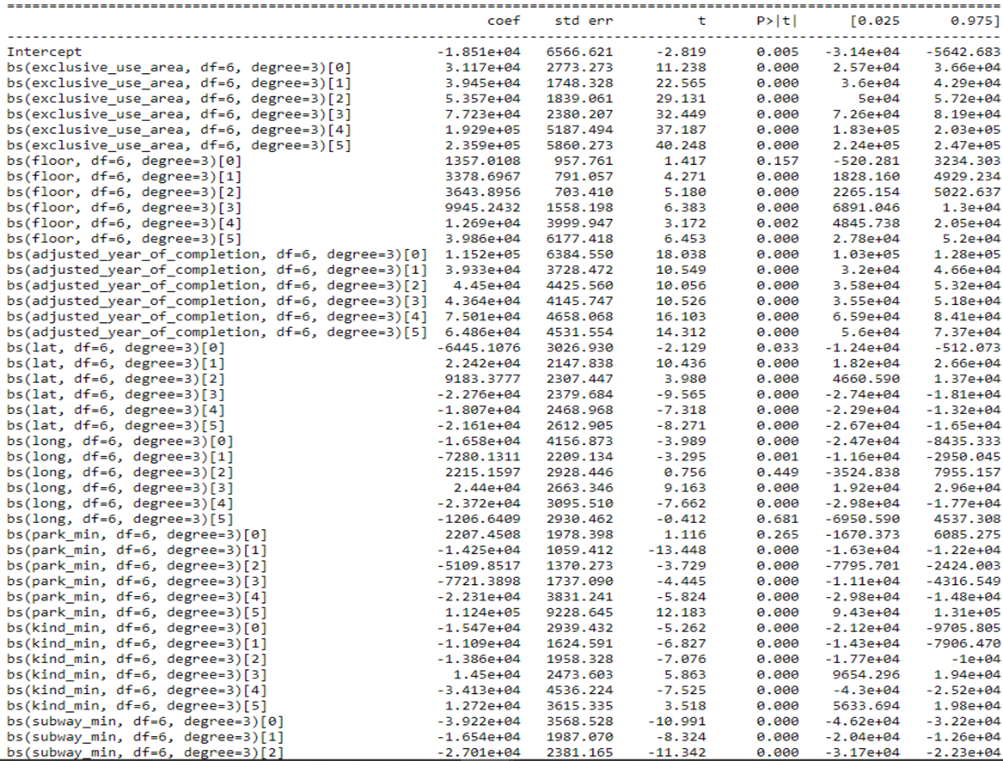 coef std err t P>|t| [0.025 0.975]
Intercept -1.851e+04 6566.621 -2.819 0.005 -3.14e+04 -5642.683
bs(exclusive_use_area, df=6, degree=3)[0] 3.117e+04 2773.273 11.238 0.000 2.57e+04 3.66e+04
bs(exclusive_use_area, df=6, degree=3)[1] 3.945e+04 1748.328 22.565 0.000 3.6e+04 4.29e+04
bs(exclusive_use_area, df=6, degree=3)[2] 5.357e+04 1839.061 29.131 0.000 5e+04 5.72e+04
bs(exclusive_use_area, df=6, degree=3)[3] 7.723e+04 2380.207 32.449 0.000 7.26e+04 8.19e+04
bs(exclusive_use_area, df=6, degree=3)[4] 1.929e+05 5187.494 37.187 0.000 1.83e+05 2.03e+05
bs(exclusive_use_area, df=6, degree=3)[5] 2.359e+05 5860.273 40.248 0.000 2.24e+05 2.47e+05
bs(floor, df=6, degree=3)[0] 1357.0108 957.761 1.417 0.157 -520.281 3234.303
bs(floor, df=6, degree=3)[1] 3378.6967 791.057 4.271 0.000 1828.160 4929.234
bs(floor, df=6, degree=3)[2] 3643.8956 703.410 5.180 0.000 2265.154 5022.637
bs(floor, df=6, degree=3)[3] 9945.2432 1558.198 6.383 0.000 6891.046 1.3e+04
bs(floor, df=6, degree=3)[4] 1.269e+04 3999.947 3.172 0.002 4845.738 2.05e+04
bs(floor, df=6, degree=3)[5] 3.986e+04 6177.418 6.453 0.000 2.78e+04 5.2e+04
bs(adjusted_year_of_completion, df=6, degree=3)[0] 1.152e+05 6384.550 18.038 0.000 1.03e+05 1.28e+05
bs(adjusted_year_of_completion, df=6, degree=3)[1] 3.933e+04 3728.472 10.549 0.000 3.2e+04 4.66e+04
bs(adjusted_year_of_completion, df=6, degree=3)[2] 4.45e+04 4425.560 10.056 0.000 3.58e+04 5.32e+04
bs(adjusted_year_of_completion, df=6, degree=3)[3] 4.364e+04 4145.747 10.526 0.000 3.55e+04 5.18e+04
bs(adjusted_year_of_completion, df=6, degree=3)[4] 7.501e+04 4658.068 16.103 0.000 6.59e+04 8.41e+04
bs(adjusted_year_of_completion, df=6, degree=3)[5] 6.486e+04 4531.554 14.312 0.000 5.6e+04 7.37e+04
bs(lat, df=6, degree=3)[0] -6445.1076 3026.930 -2.129 0.033 -1.24e+04 -512.073
bs(lat, df=6, degree=3)[1] 2.242e+04 2147.838 10.436 0.000 1.82e+04 2.66e+04
bs(lat, df=6, degree=3)[2] 9183.3777 2307.447 3.980 0.000 4660.590 1.37e+04
bs(lat, df=6, degree=3)[3] -2.276e+04 2379.684 -9.565 0.000 -2.74e+04 -1.81e+04
bs(lat, df=6, degree=3)[4] -1.807e+04 2468.968 -7.318 0.000 -2.29e+04 -1.32e+04
bs(lat, df=6, degree=3)[5] -2.161e+04 2612.905 -8.271 0.000 -2.67e+04 -1.65e+04
bs(long, df=6, degree=3)[0] -1.658e+04 4156.873 -3.989 0.000 -2.47e+04 -8435.333
bs(long, df=6, degree=3)[1] -7280.1311 2209.134 -3.295 0.001 -1.16e+04 -2950.045
bs(long, df=6, degree=3)[2] 2215.1597 2928.446 0.756 0.449 -3524.838 7955.157
bs(long, df=6, degree=3)[3] 2.44e+04 2663.346 9.163 0.000 1.92e+04 2.96e+04
bs(long, df=6, degree=3)[4] -2.372e+04 3095.510 -7.662 0.000 -2.98e+04 -1.77e+04
bs(long, df=6, degree=3)[5] -1206.6409 2930.462 -0.412 0.681 -6950.590 4537.308
bs(park_min, df=6, degree=3)[0] 2207.4508 1978.398 1.116 0.265 -1670.373 6085.275
bs(park_min, df=6, degree=3)[1] -1.425e+04 1059.412 -13.448 0.000 -1.63e+04 -1.22e+04
bs(park_min, df=6, degree=3)[2] -5109.8517 1370.273 -3.729 0.000 -7795.701 -2424.003
bs(park_min, df=6, degree=3)[3] -7721.3898 1737.090 -4.445 0.000 -1.11e+04 -4316.549
bs(park_min, df=6, degree=3)[4] -2.231e+04 3831.241 -5.824 0.000 -2.98e+04 -1.48e+04
bs(park_min, df=6, degree=3)[5] 1.124e+05 9228.645 12.183 0.000 9.43e+04 1.31e+05
bs(kind_min, df=6, degree=3)[0] -1.547e+04 2939.432 -5.262 0.000 -2.12e+04 -9705.805
bs(kind_min, df=6, degree=3)[1] -1.109e+04 1624.591 -6.827 0.000 -1.43e+04 -7906.470
bs(kind_min, df=6, degree=3)[2] -1.386e+04 1958.328 -7.076 0.000 -1.77e+04 -1e+04
bs(kind_min, df=6, degree=3)[3] 1.45e+04 2473.603 5.863 0.000 9654.296 1.94e+04
bs(kind_min, df=6, degree=3)[4] -3.413e+04 4536.224 -7.525 0.000 -4.3e+04 -2.52e+04
bs(kind_min, df=6, degree=3)[5] 1.272e+04 3615.335 3.518 0.000 5633.694 1.98e+04
bs(subway_min, df=6, degree=3)[0] -3.922e+04 3568.528 -10.991 0.000 -4.62e+04 -3.22e+04
bs(subway_min, df=6, degree=3)[1] -1.654e+04 1987.070 -8.324 0.000 -2.04e+04 -1.26e+04
bs(subway_min, df=6, degree=3)[2] -2.701e+04 2381.165 -11.342 0.000 -3.17e+04 -2.23e+04